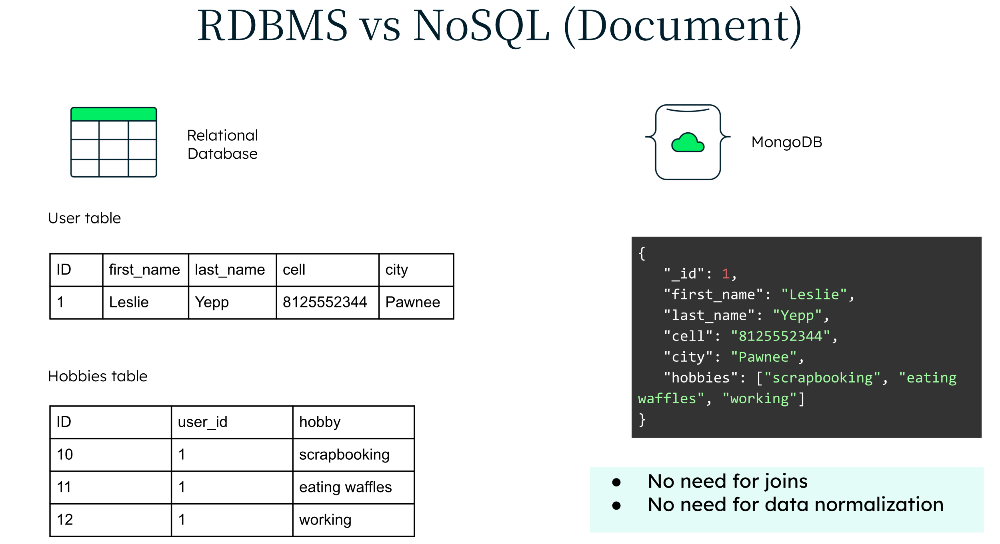 RDBMS vs NoSQL (Document)
Relational
Database
User table
ID first_name last_name cell city
1 Leslie Yepp 8125552344 Pawnee
Hobbies table
ID user_id hobby
10 1 scrapbooking
11 1 eating waffles
12 1 working
MongoDB
{
"_id": 1,
"first_name": "Leslie",
"last_name": "Yepp",
"cell": "8125552344",
"city": "Pawnee",
"hobbies": ["scrapbooking", "eating
waffles", "working"]
}
● No need for joins
● No need for data normalization